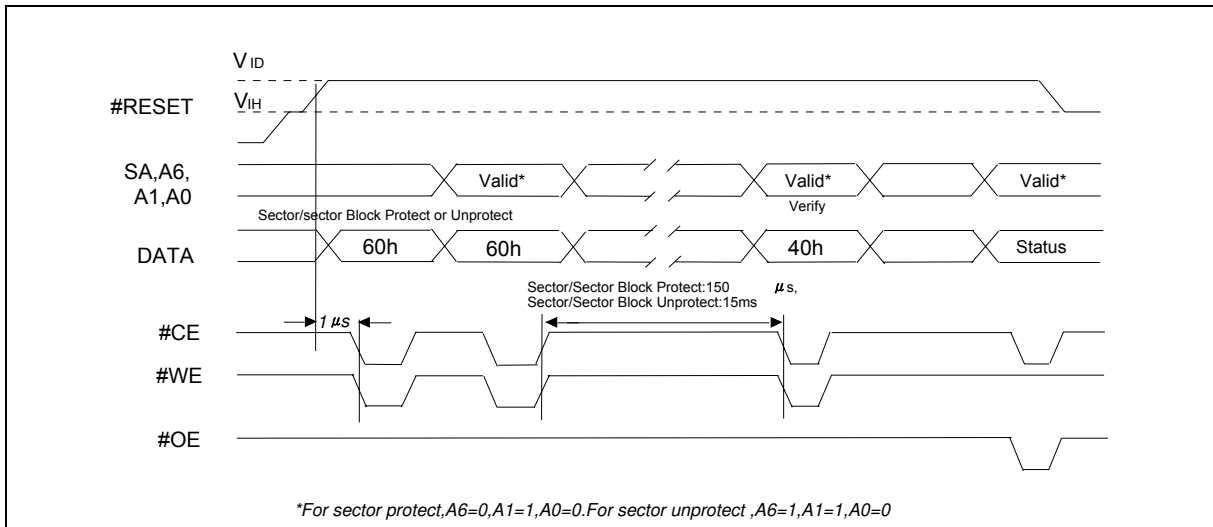 VID
#RESET
VIH
SA,A6,
A1,A0
Valid*
Valid*
Valid*
Verify
Sector/sector Block Protect or Unprotect
DATA
60h
60h
40h
Status
Sector/Sector Block Protect:150 μs,
Sector/Sector Block Unprotect:15ms
1 μs
#CE
#WE
#OE
*For sector protect,A6=0,A1=1,A0=0.For sector unprotect ,A6=1,A1=1,A0=0